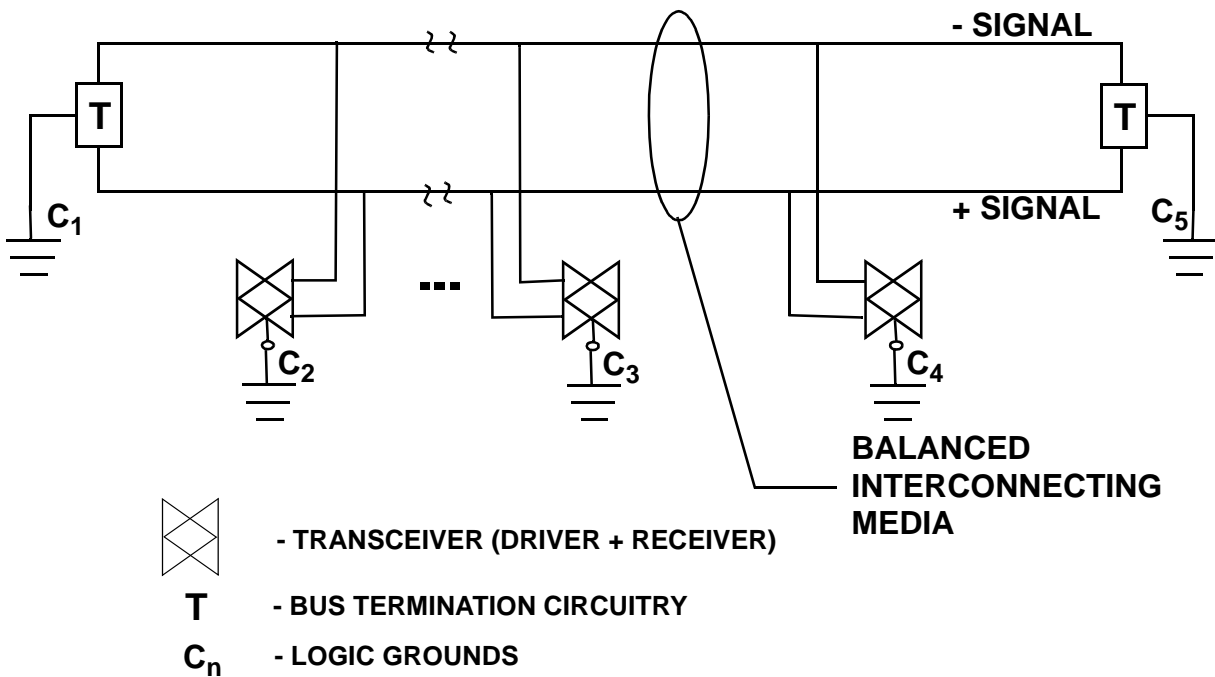 - SIGNAL
T
T
+ SIGNAL
C1
C5
C2
C3
C4
BALANCED
INTERCONNECTING
MEDIA
- TRANSCEIVER (DRIVER + RECEIVER)
T - BUS TERMINATION CIRCUITRY
Cn - LOGIC GROUNDS